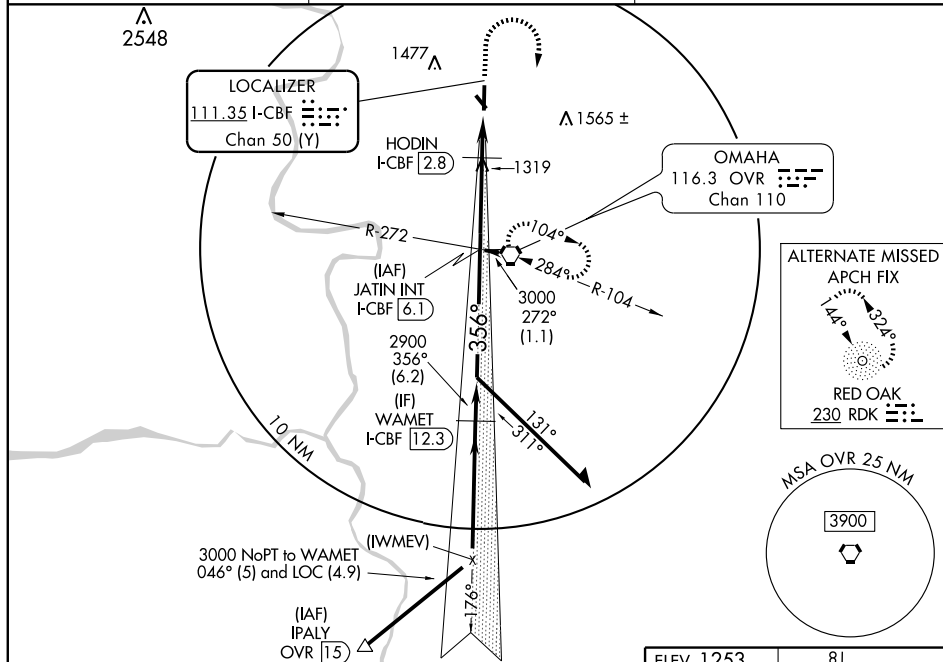 2548
1477
LOCALIZER
111.35 I-CBF
Chan 50 (Y)
1565 ±
HODIN
I-CBF 2.8
1319
OMAHA
116.3 OVR
Chan 110
R-272
104°
284°
R-104
(IAF)
JATIN INT
I-CBF 6.1
3000
272°
(1.1)
356°
ALTERNATE MISSED
APCH FIX
144°
324°
RED OAK
230 RDK
2900
356°
(6.2)
(IF)
WAMET
I-CBF 12.3
131°
311°
10 NM
MSA OVR 25 NM
3900
(IWMEV)
3000 NoPT to WAMET
046° (5) and LOC (4.9)
176°
(IAF)
IPALY
OVR 15
ELEV 1253